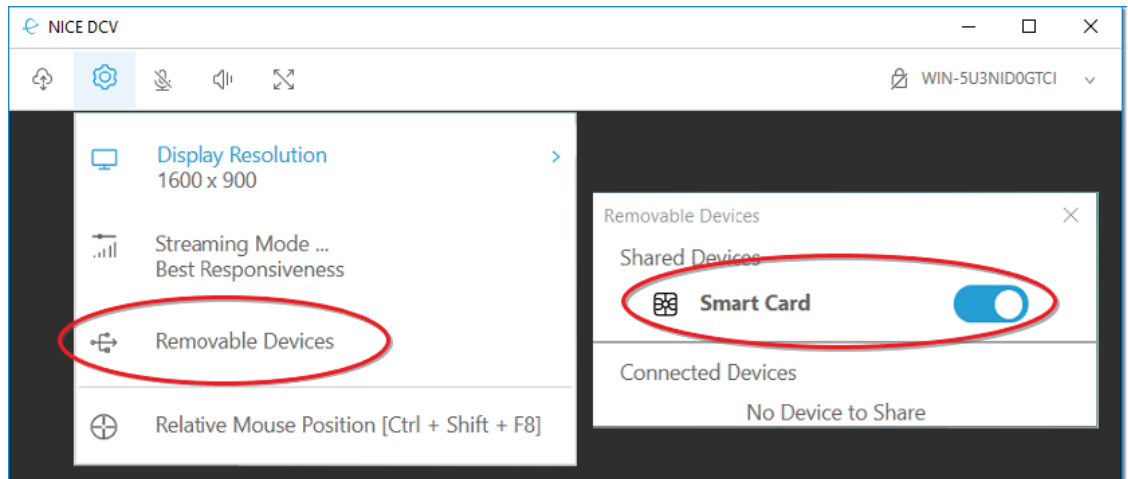 NICE DCV
WIN-5U3NID0GTCI
Display Resolution
1600 x 900
Streaming Mode ...
Best Responsiveness
Removable Devices
Relative Mouse Position [Ctrl + Shift + F8]
Removable Devices
Shared Devices
Smart Card
Connected Devices
No Device to Share